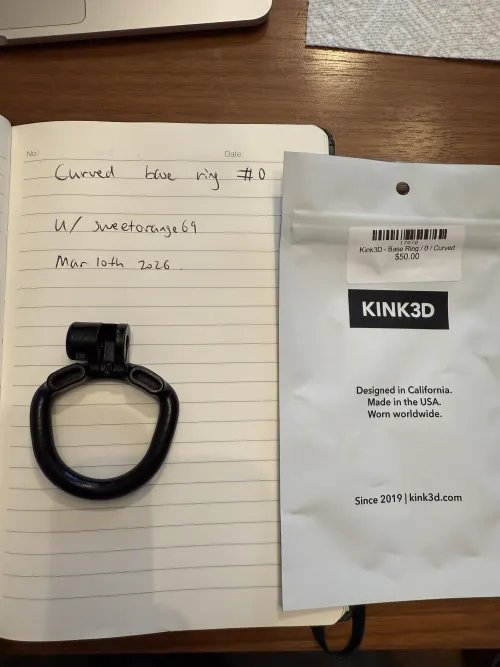 No.:
Date:
Curved base ring #0
u/ sweetorange69
Mar 10th 2026.
17070
Kink3D - Base Ring / 0 / Curved
$50.00
KINK3D
Designed in California.
Made in the USA.
Worn worldwide.
Since 2019 | kink3d.com